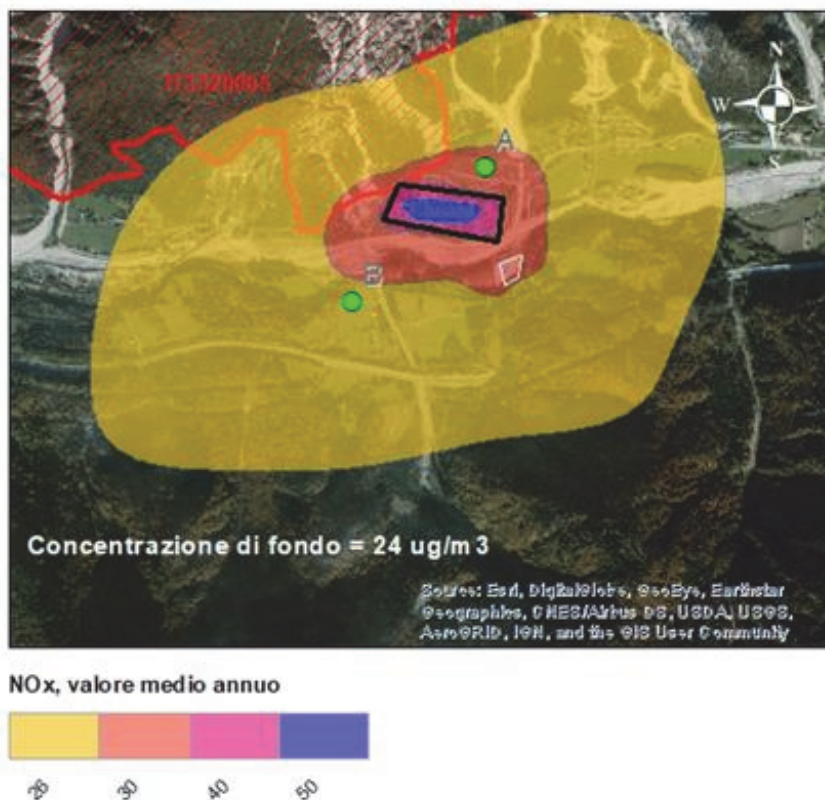 N
W
S
A
B
Concentrazione di fondo = 24 ug/m3
Source: Esri, DigitalGlobe, GeoEye, Earthstar
Geographics, CNES/Airbus DS, USDA, USGS,
AeroGRID, IGN, and the GIS User Community
NOx, valore medio annuo
26 30 40 50